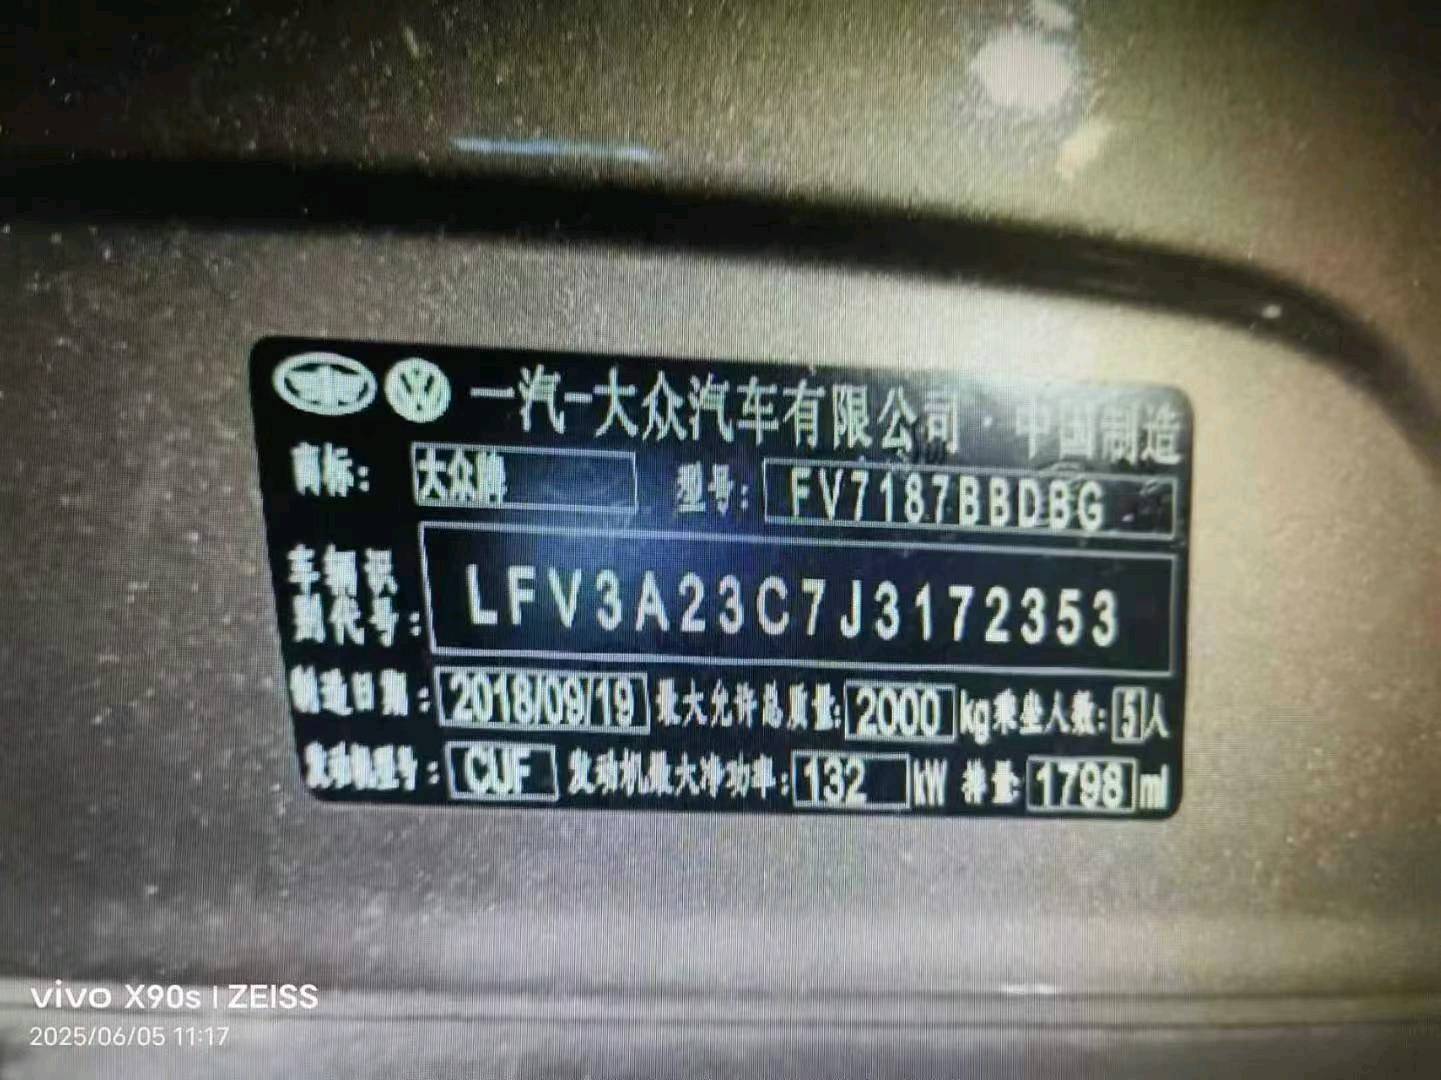 一汽-大众汽车有限公司·中国制造
商标: 大众牌 型号: FV7187BBDBG
车辆识
别代号: LFV3A23C7J3172353
制造日期: 2018/09/19 最大允许总质量: 2000 kg 乘坐人数: 5 人
发动机型号: CUF 发动机最大净功率: 132 kW 排量: 1798 ml
vivo X90s | ZEISS
2025/06/05 11:17